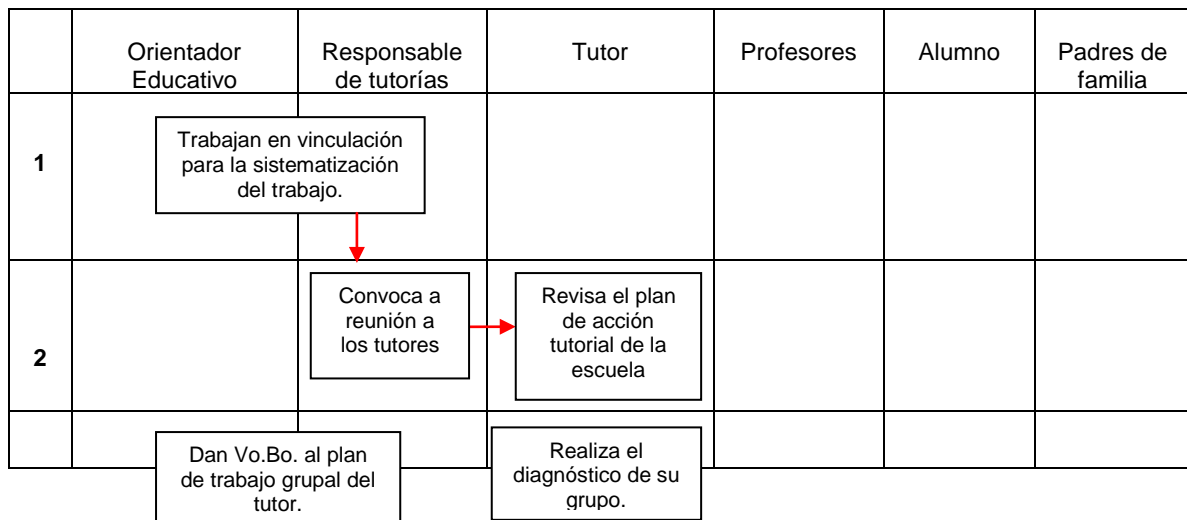 Orientador
Educativo
Responsable
de tutorías
Tutor
Profesores
Alumno
Padres de
familia
1
Trabajan en vinculación
para la sistematización
del trabajo.
2
Convoca a
reunión a
los tutores
Revisa el plan
de acción
tutorial de la
escuela
Dan Vo.Bo. al plan
de trabajo grupal del
tutor.
Realiza el
diagnóstico de su
grupo.